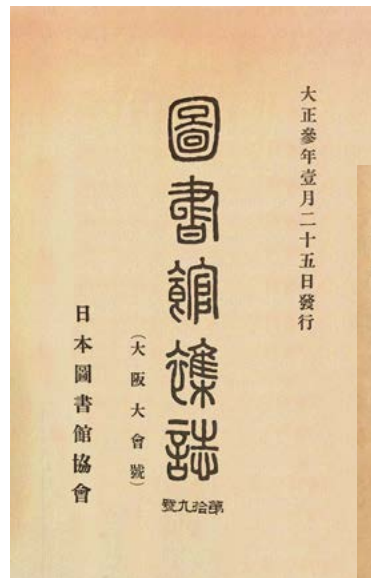 大正參年壹月二十五日發行
圖書館雜誌
第拾九號
(大阪大會號)
日本圖書館協會